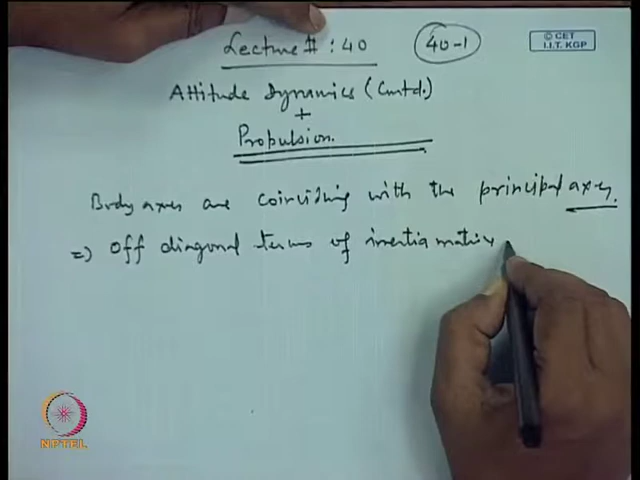 Lecture # : 40
40-1
© CET
I.I.T. KGP
Attitude Dynamics (Contd.)
+
Propulsion.
Body axes are coinciding with the principal axes.
⇒) Off diagonal terms of inertia matrix
NPTEL